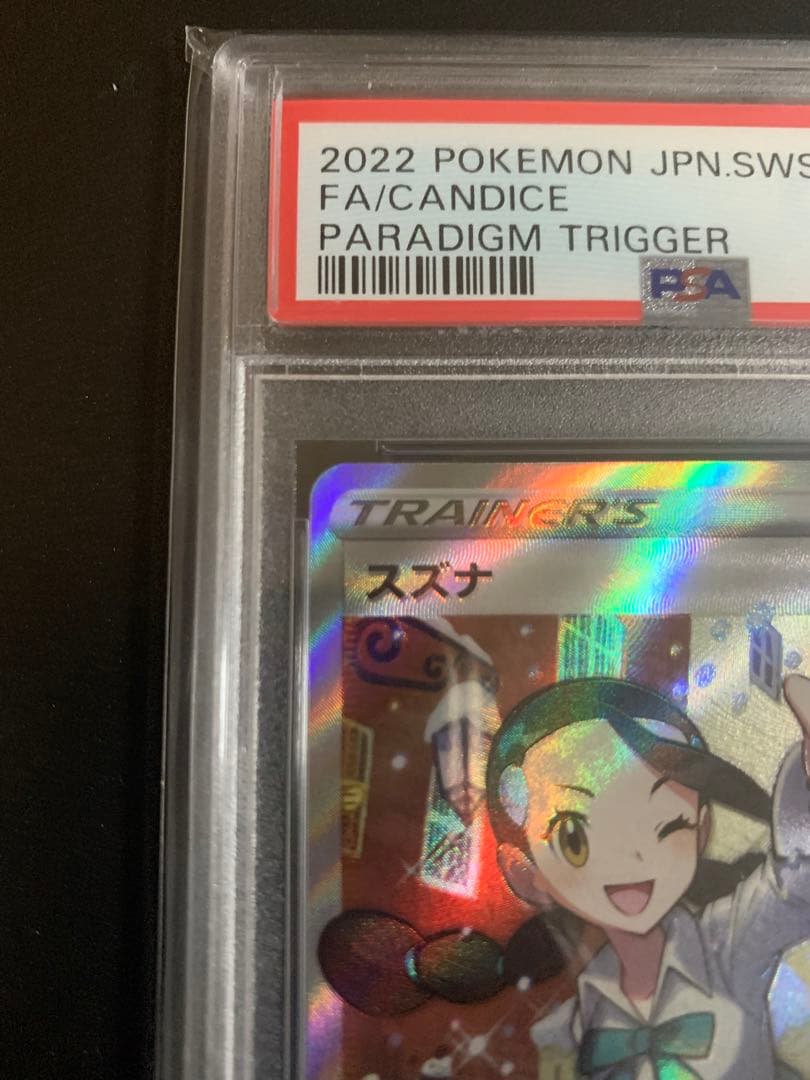 2022 POKEMON JPN.SWS
FA/CANDICE
PARADIGM TRIGGER
PSA
TRAINER'S
スズナ